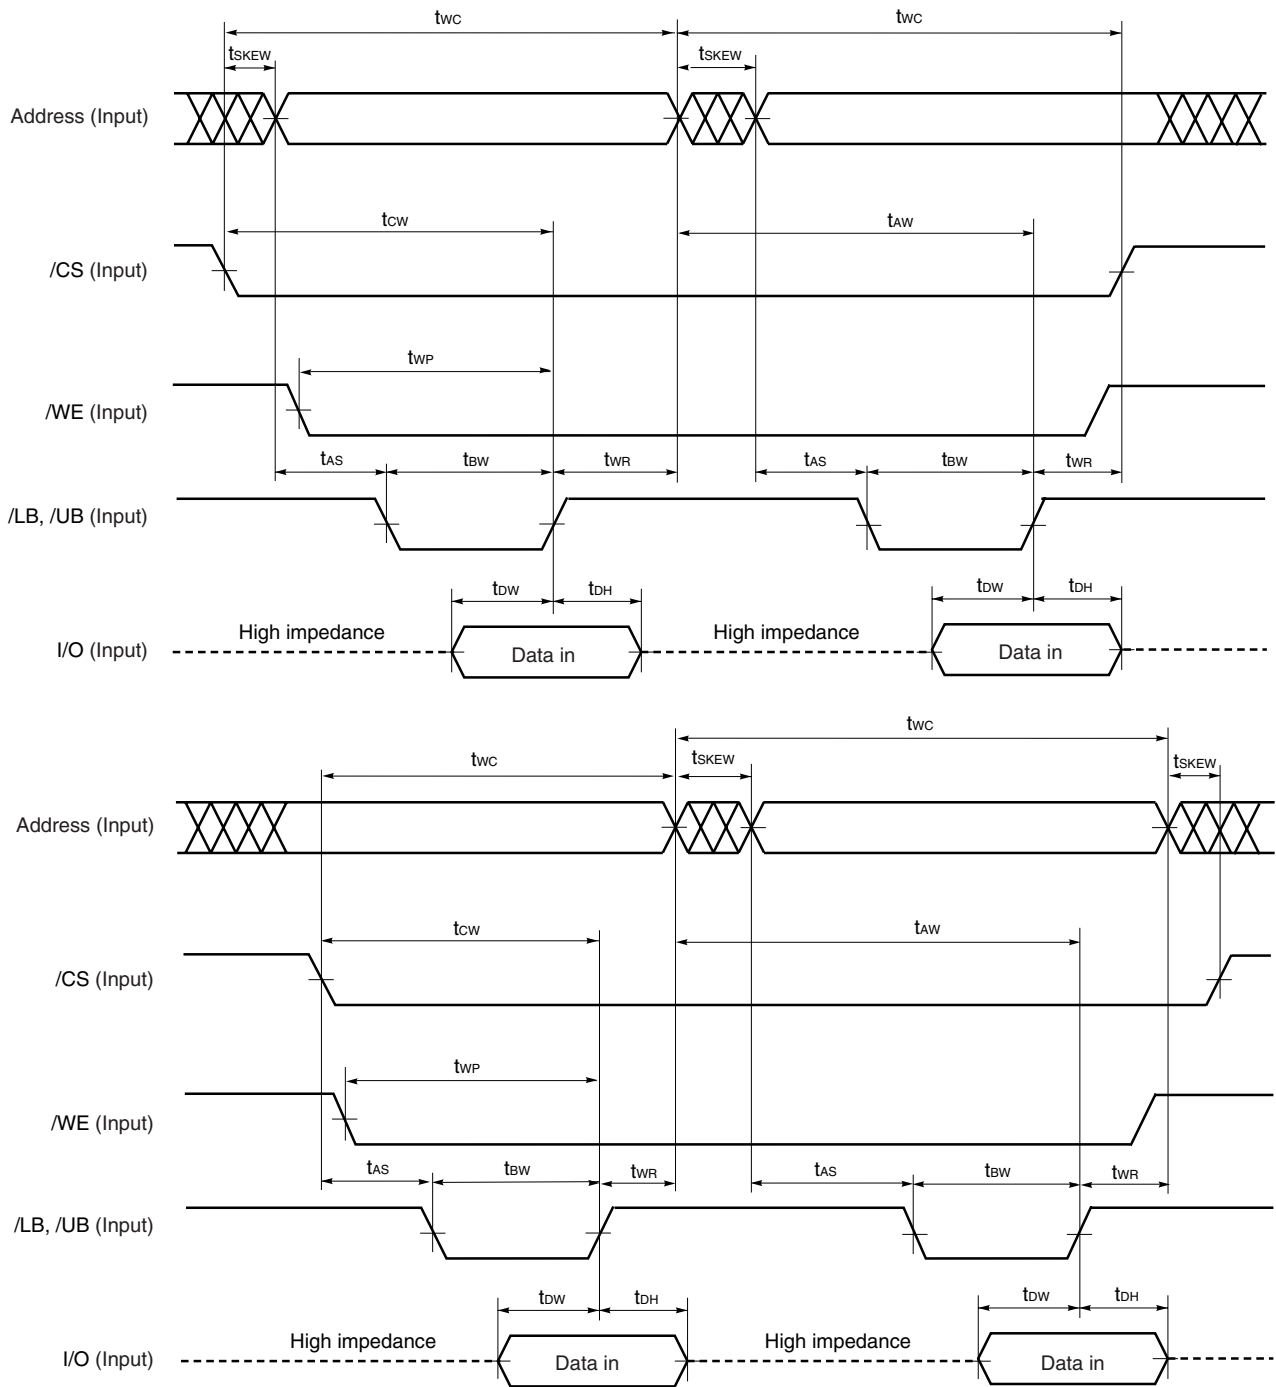 tWC tWC
tSKEW tSKEW
Address (Input)
tCW tAW
/CS (Input)
tWP
/WE (Input)
tAS tBW tWR tAS tBW tWR
/LB, /UB (Input)
tDW tDH tDW tDH
High impedance High impedance
I/O (Input) Data in Data in
tWC
tWC tSKEW tSKEW
Address (Input)
tCW tAW
/CS (Input)
tWP
/WE (Input)
tAS tBW tWR tAS tBW tWR
/LB, /UB (Input)
tDW tDH tDW tDH
High impedance High impedance
I/O (Input) Data in Data in